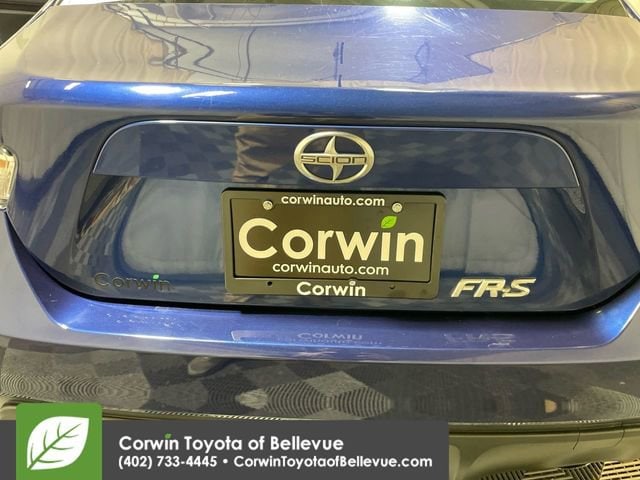 SCION
corwinauto.com
Corwin
corwinauto.com
Corwin
Corwin
FR-S
Corwin Toyota of Bellevue
(402) 733-4445 • CorwinToyotaofBellevue.com